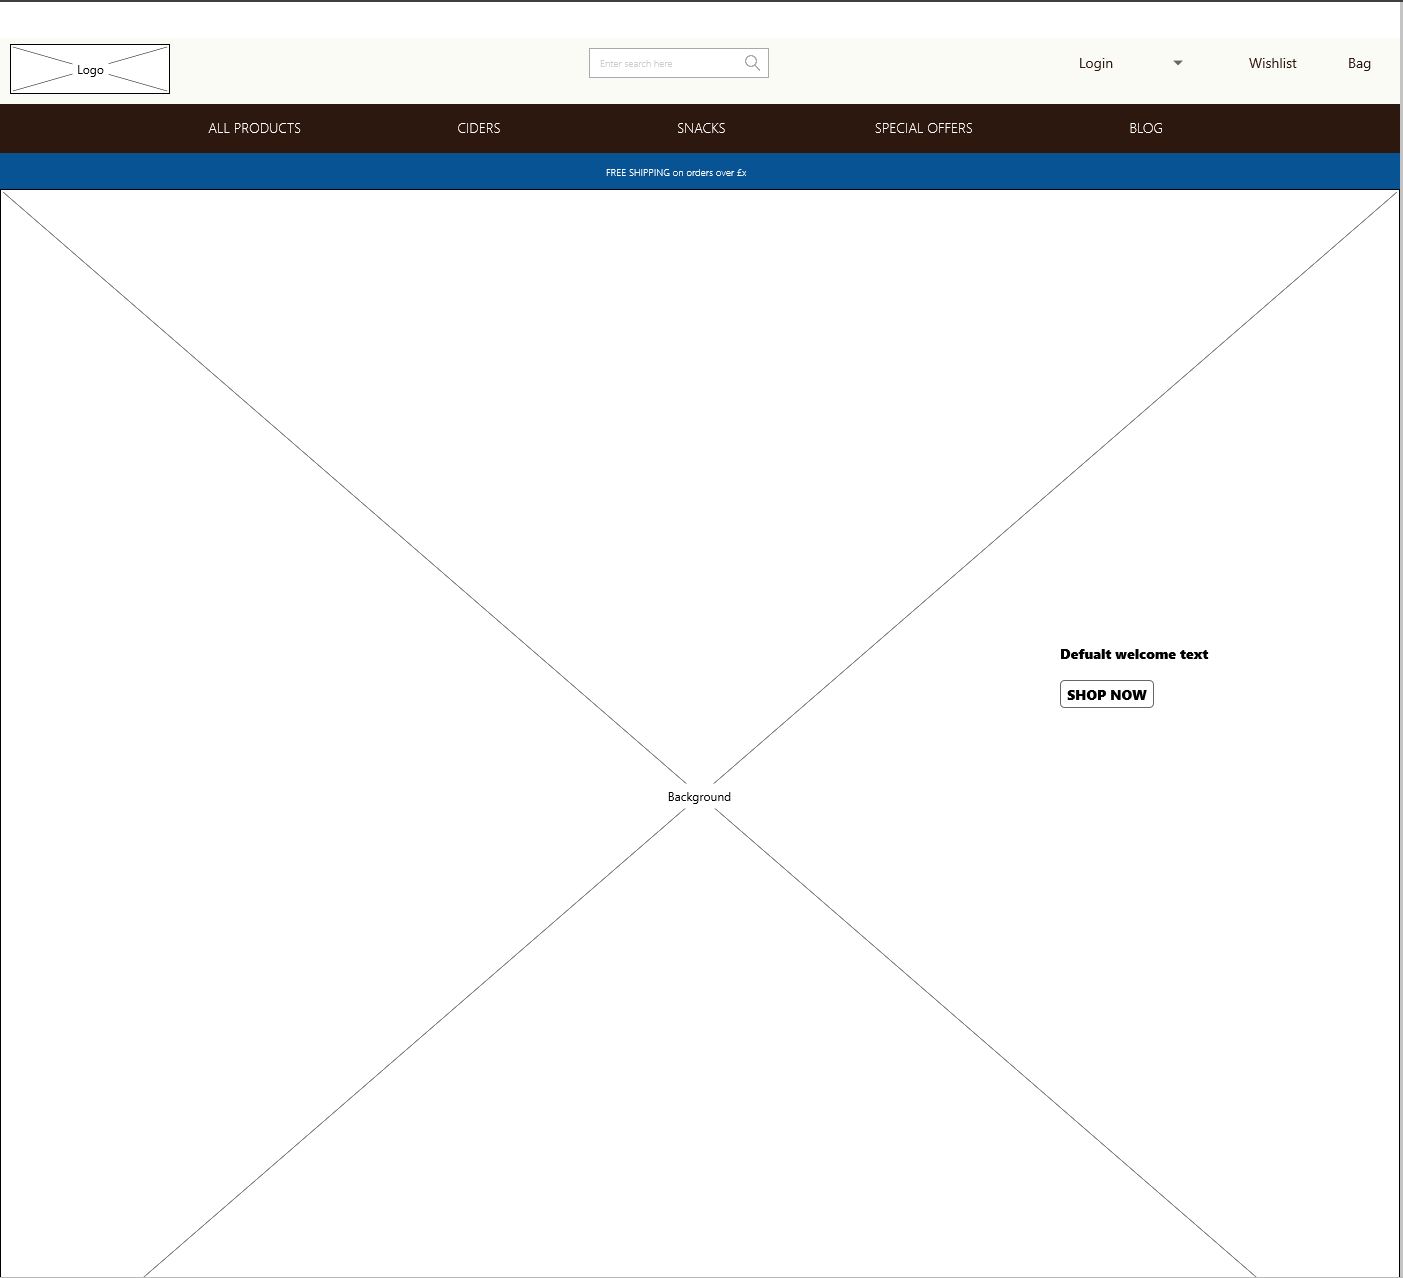 Logo
Enter search here
Login
Wishlist
Bag
ALL PRODUCTS
CIDERS
SNACKS
SPECIAL OFFERS
BLOG
FREE SHIPPING on orders over £x
Defualt welcome text
SHOP NOW
Background